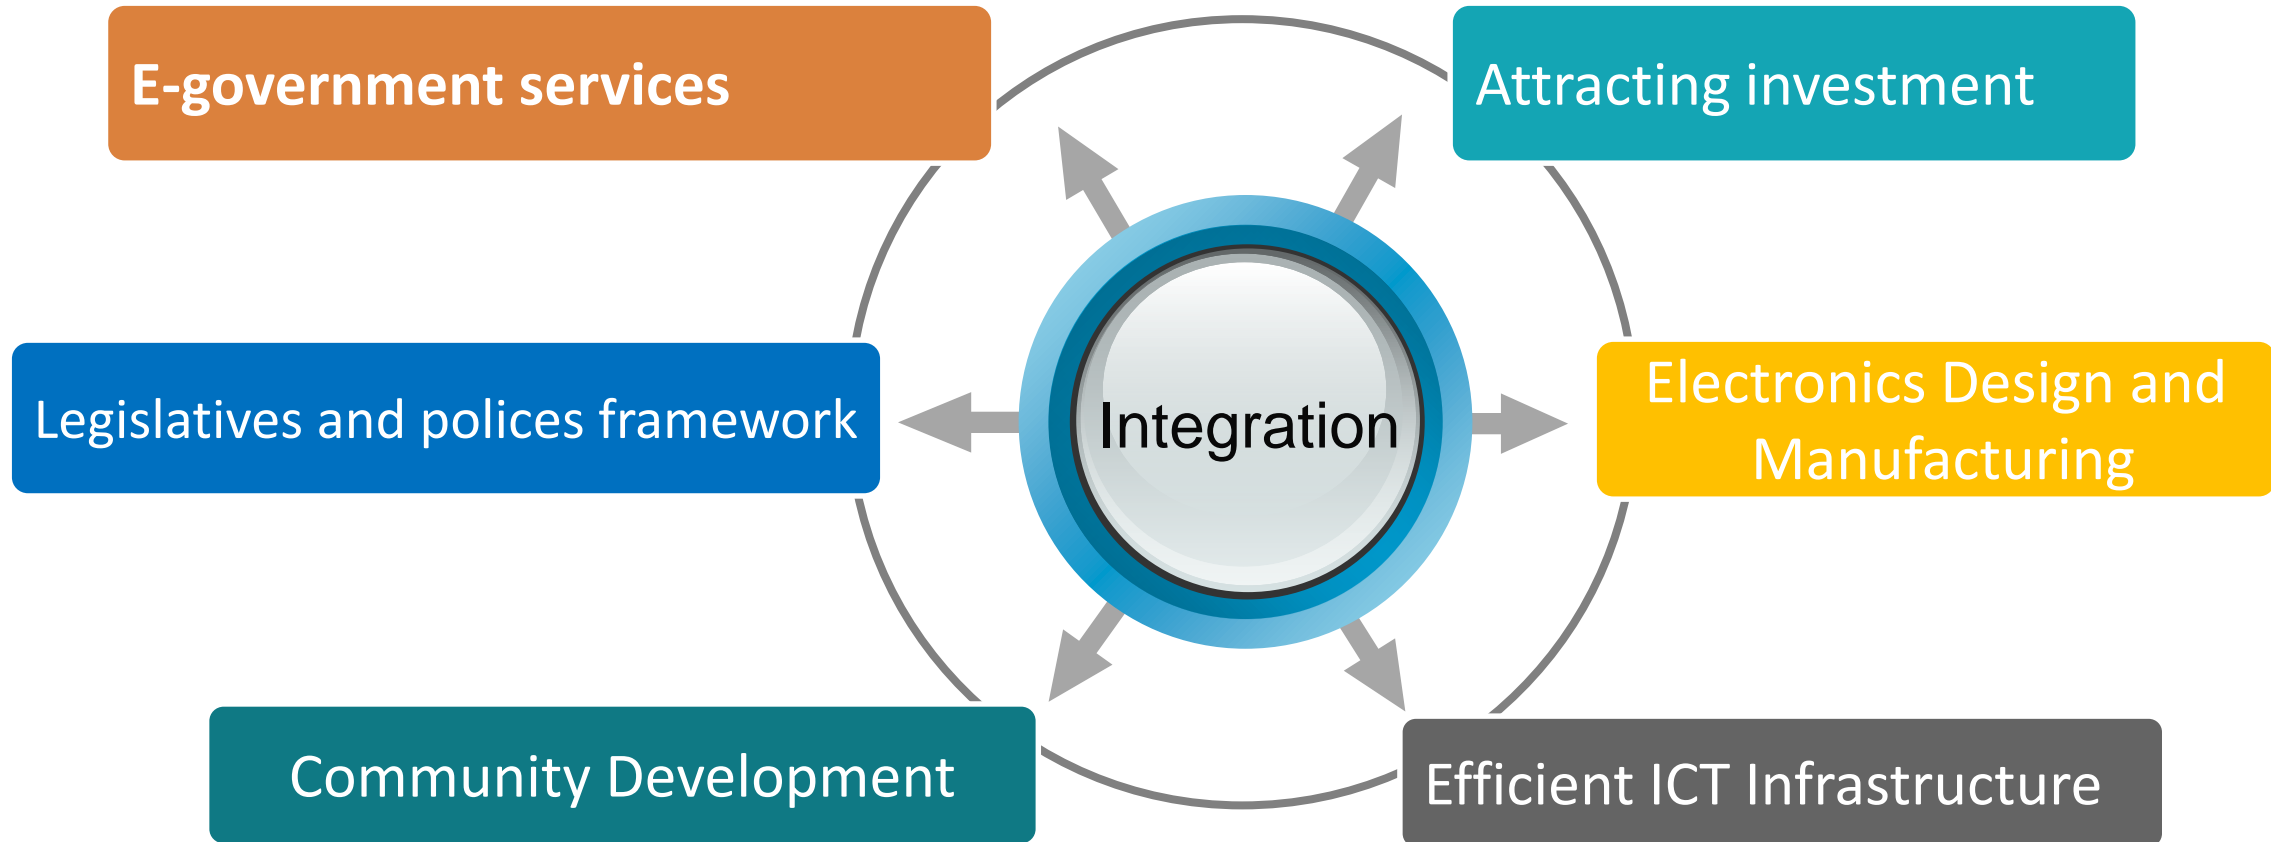 E-government services
Attracting investment
Legislatives and polices framework
Integration
Electronics Design and
Manufacturing
Community Development
Efficient ICT Infrastructure